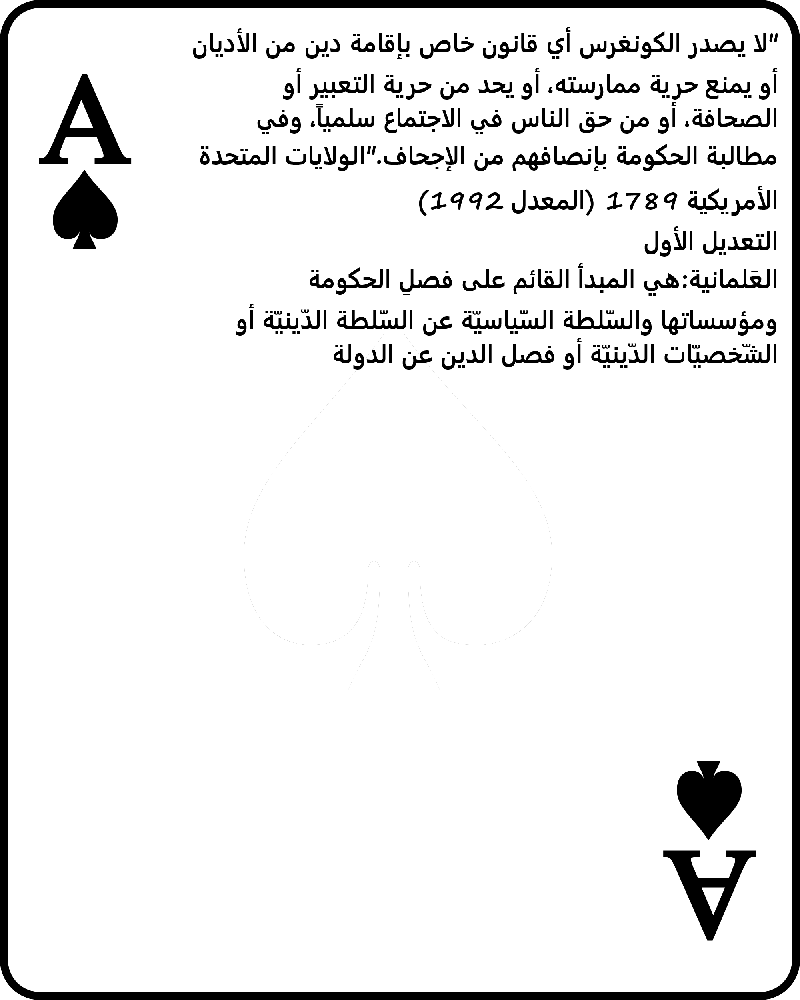 A
"لا يصدر الكونغرس أي قانون خاص بإقامة دين من الأديان
أو يمنع حرية ممارسته، أو يحد من حرية التعبير أو
الصحافة، أو من حق الناس في الاجتماع سلمياً، وفي
مطالبة الحكومة بإنصافهم من الإجحاف."الولايات المتحدة
الأمريكية 1789 (المعدل 1992)
التعديل الأول
العَلمانية:هي المبدأ القائم على فصلِ الحكومة
ومؤسساتها والسّلطة السّياسيّة عن السّلطة الدّينيّة أو
الشّخصيّات الدّينيّة أو فصل الدين عن الدولة
A